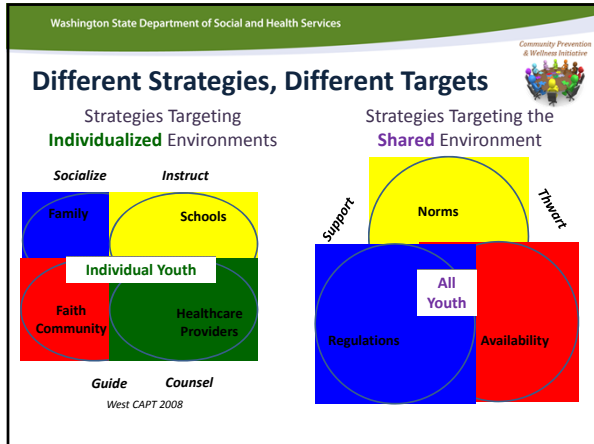 Washington State Department of Social and Health Services
Community Prevention
& Wellness Initiative
Different Strategies, Different Targets
Strategies Targeting
Individualized Environments
Socialize Instruct
Family Schools
Individual Youth
Faith
Community
Healthcare
Providers
Guide Counsel
West CAPT 2008
Strategies Targeting the
Shared Environment
Support
Norms
Thwart
All
Youth
Regulations Availability